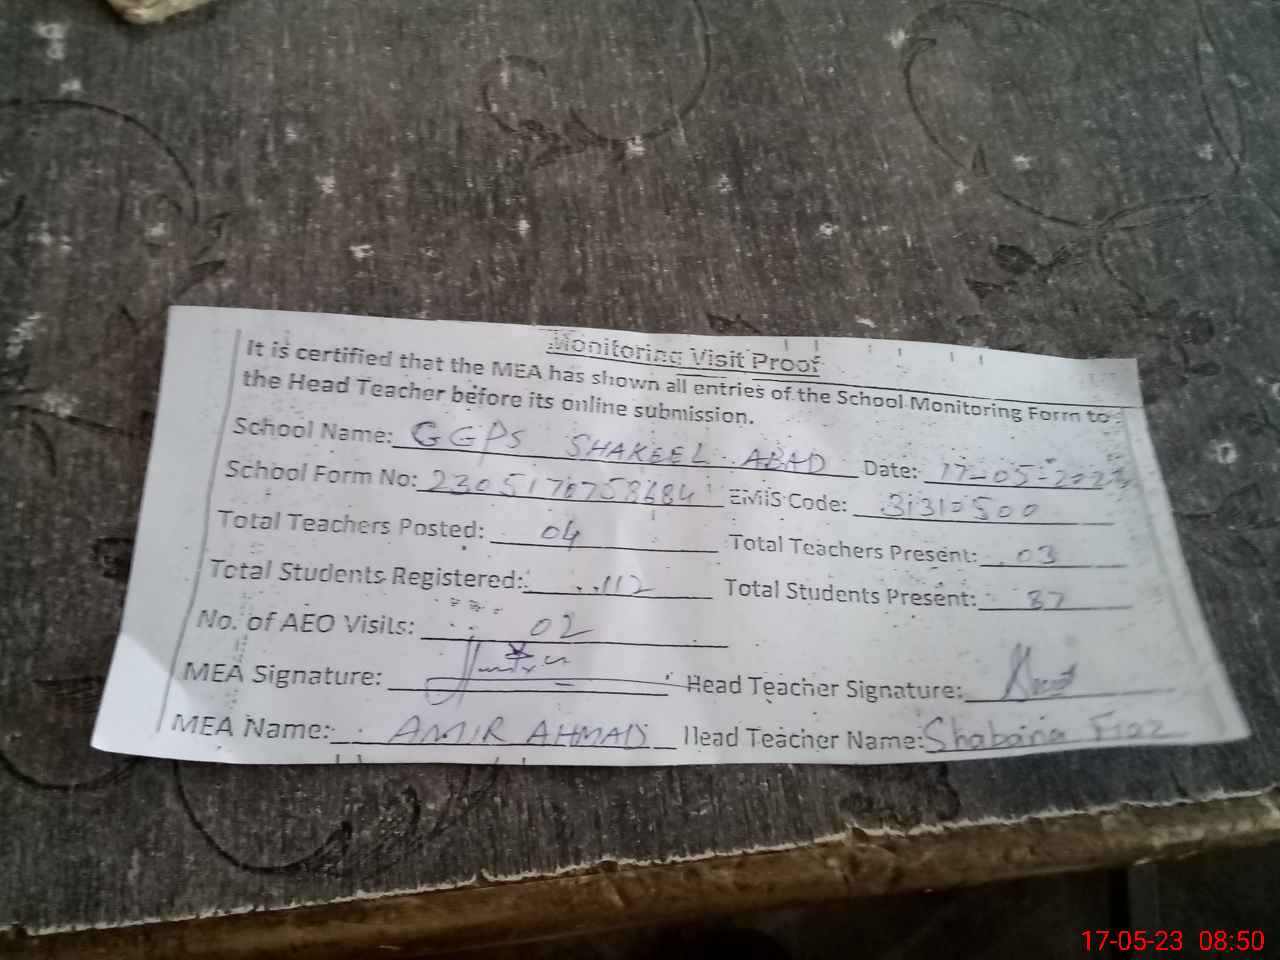 Monitoring Visit Proof
It is certified that the MEA has shown all entries of the School Monitoring Form to
the Head Teacher before its online submission.
School Name: GGPS SHAKEEL ABAD Date: 17-05-2023
School Form No: 2305170758684 EMIS Code: 31310500
Total Teachers Posted: 04 Total Teachers Present: 03
Total Students Registered: 112 Total Students Present: 37
No. of AEO Visits: 02
MEA Signature: Head Teacher Signature:
MEA Name: AMIR AHMAD Head Teacher Name: Shabana Fiaz
17-05-23 08:50